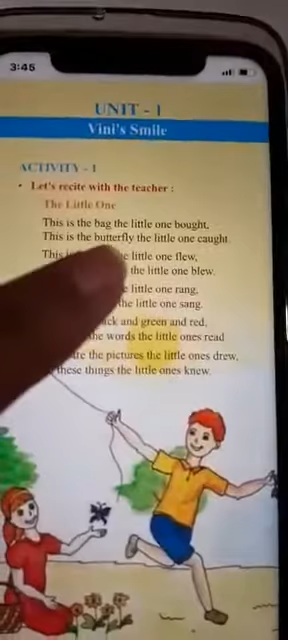 3:45
UNIT - 1
Vini's Smile
ACTIVITY - 1
• Let's recite with the teacher :
The Little One
This is the bag the little one bought,
This is the butterfly the little one caught
This little one flew,
the little one blew.
little one rang,
the little one sang.
and green and red,
the words the little ones read
the pictures the little ones drew,
these things the little ones knew.